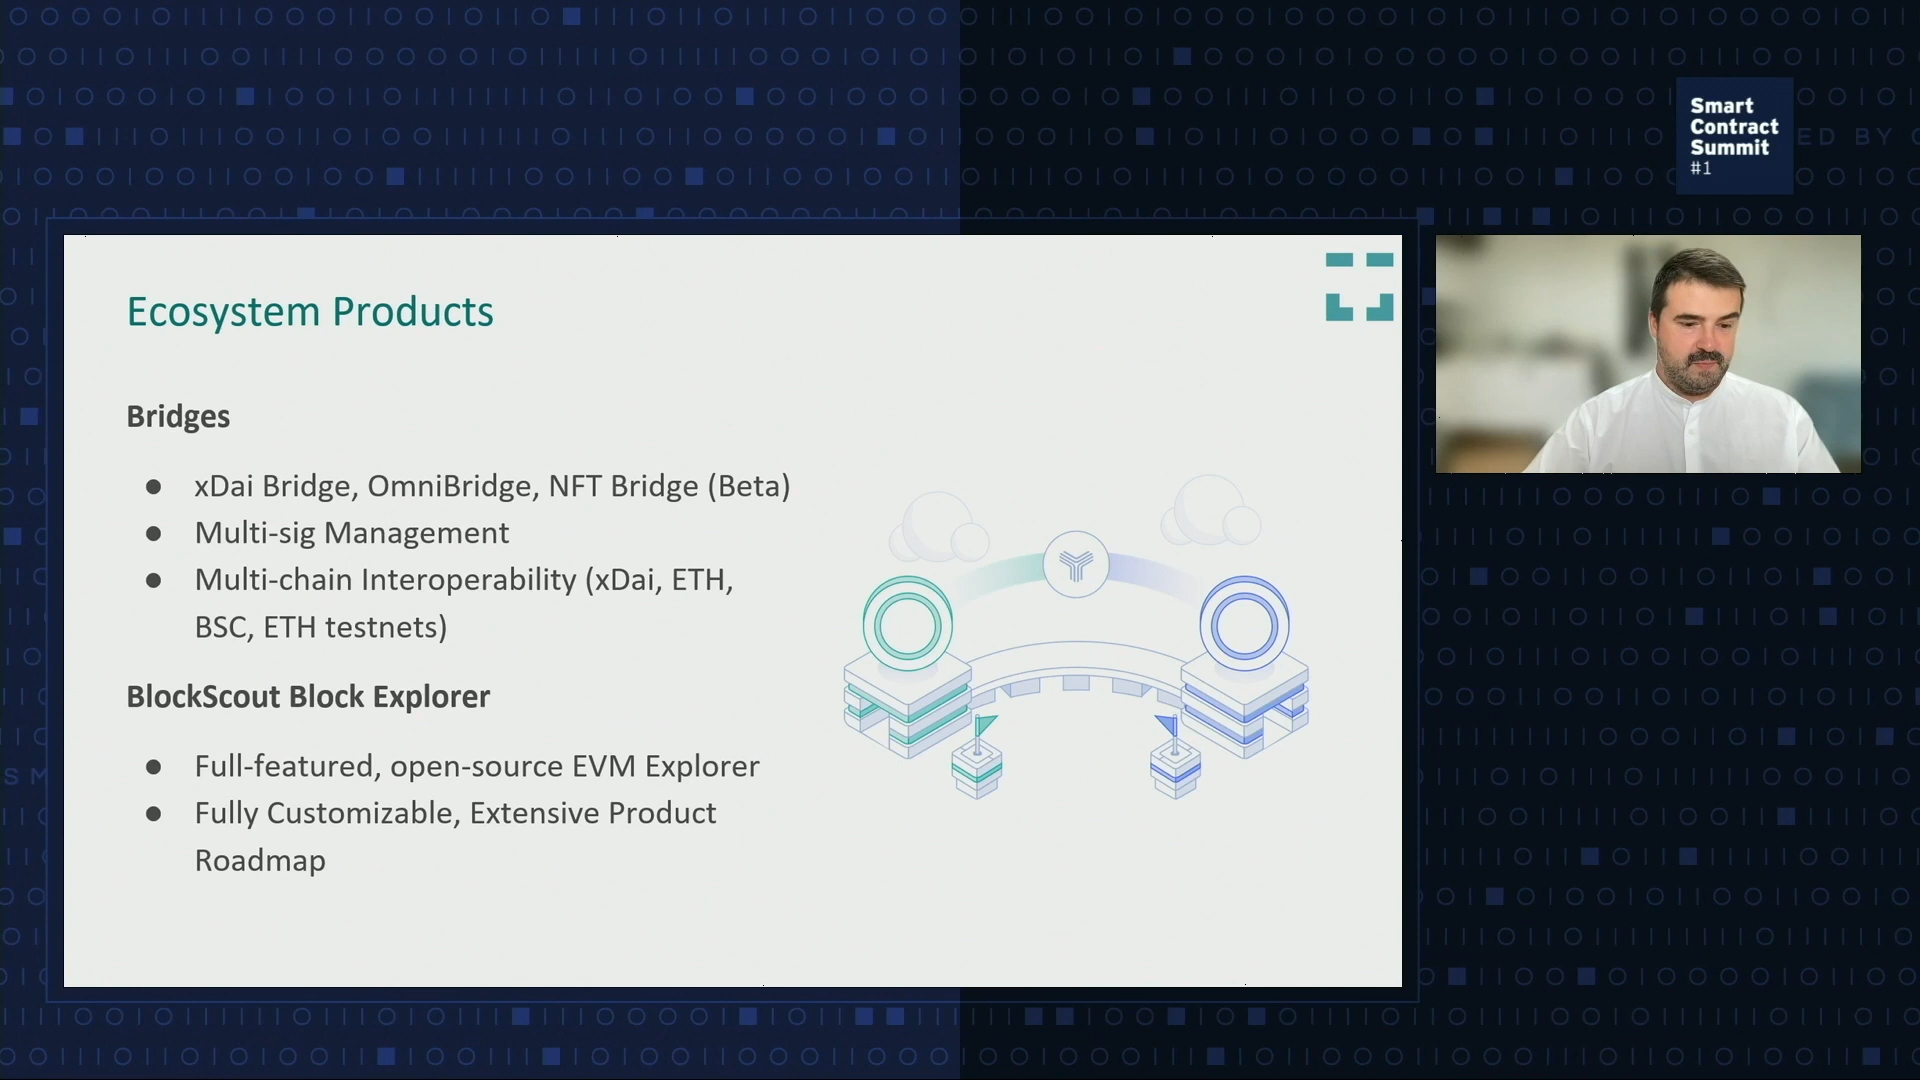 Smart
Contract
Summit
#1
ED BY
Ecosystem Products
Bridges
● xDai Bridge, OmniBridge, NFT Bridge (Beta)
● Multi-sig Management
● Multi-chain Interoperability (xDai, ETH,
BSC, ETH testnets)
BlockScout Block Explorer
● Full-featured, open-source EVM Explorer
● Fully Customizable, Extensive Product
Roadmap